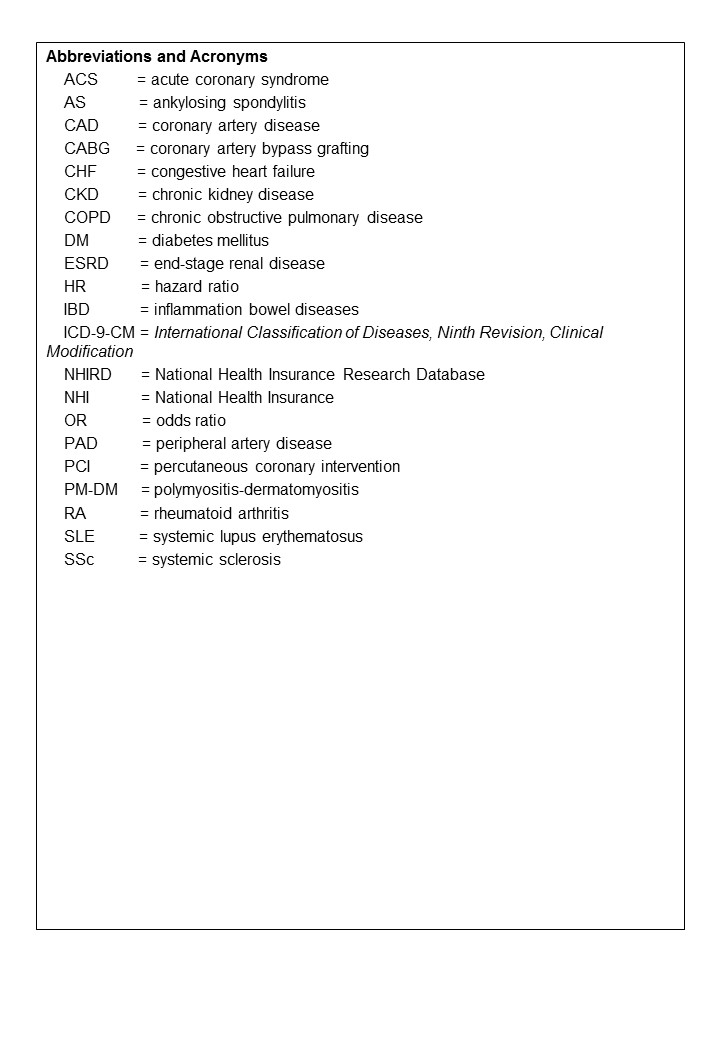 Abbreviations and Acronyms
ACS = acute coronary syndrome
AS = ankylosing spondylitis
CAD = coronary artery disease
CABG = coronary artery bypass grafting
CHF = congestive heart failure
CKD = chronic kidney disease
COPD = chronic obstructive pulmonary disease
DM = diabetes mellitus
ESRD = end-stage renal disease
HR = hazard ratio
IBD = inflammation bowel diseases
ICD-9-CM = International Classification of Diseases, Ninth Revision, Clinical
Modification
NHIRD = National Health Insurance Research Database
NHI = National Health Insurance
OR = odds ratio
PAD = peripheral artery disease
PCI = percutaneous coronary intervention
PM-DM = polymyositis-dermatomyositis
RA = rheumatoid arthritis
SLE = systemic lupus erythematosus
SSc = systemic sclerosis